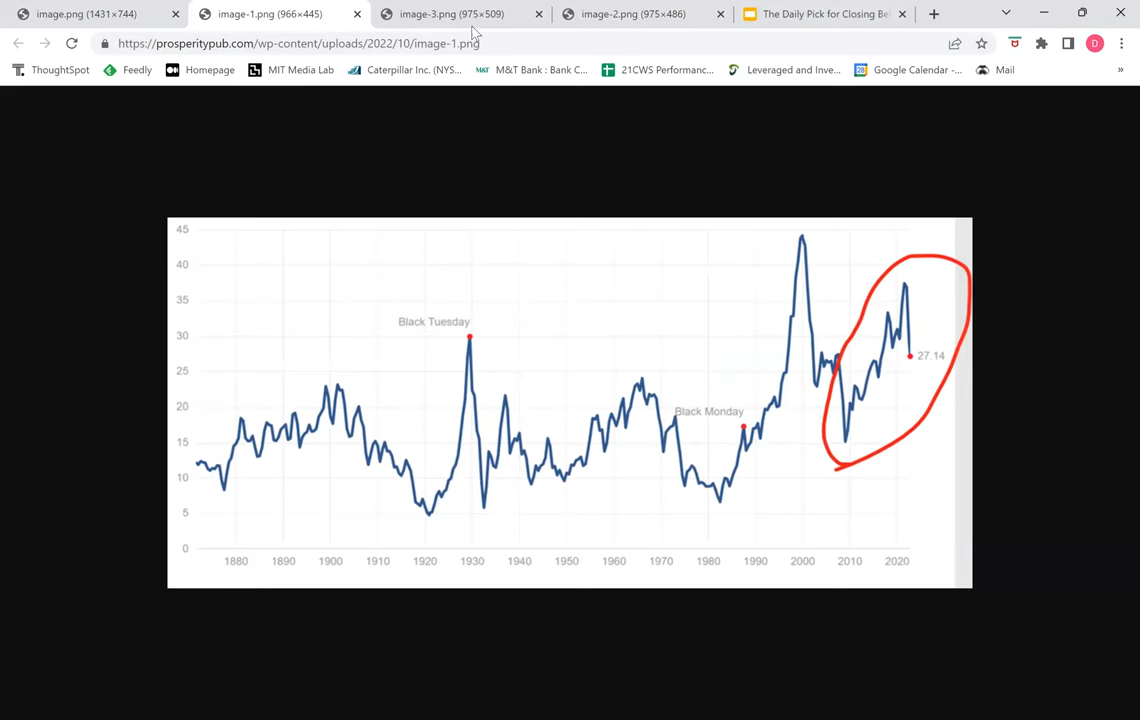 image.png (1431×744)
image-1.png (966×445)
image-3.png (975×509)
image-2.png (975×486)
The Daily Pick for Closing Be
https://prosperitypub.com/wp-content/uploads/2022/10/image-1.png
D
ThoughtSpot
Feedly
Homepage
MIT Media Lab
Caterpillar Inc. (NYS...
M&T M&T Bank : Bank C...
21CWS Performanc...
Leveraged and Inve...
28 Google Calendar -...
Mail
»
45
40
35
30
25
20
15
10
5
0
Black Tuesday
Black Monday
27.14
1880 1890 1900 1910 1920 1930 1940 1950 1960 1970 1980 1990 2000 2010 2020